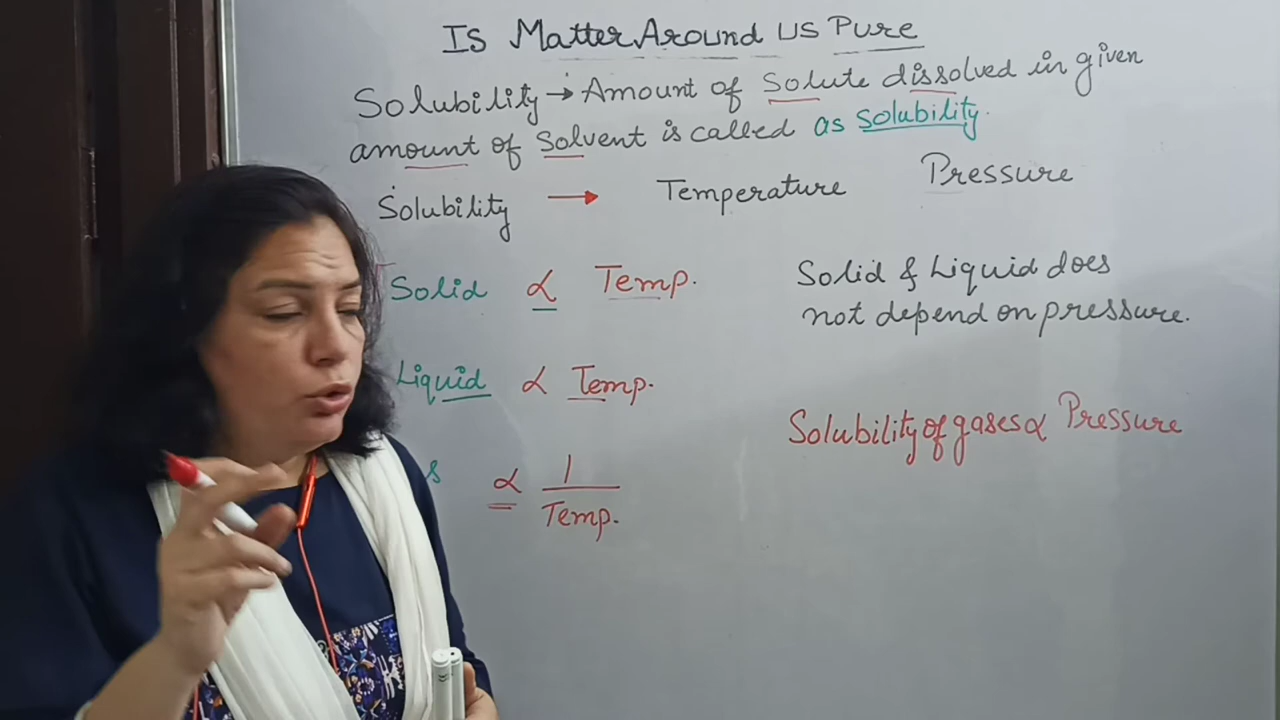 Is Matter Around us Pure
Solubility → Amount of Solute dissolved in given
amount of Solvent is called as solubility.
Solubility → Temperature Pressure
Solid α Temp.
Solid & Liquid does
not depend on pressure.
Liquid α Temp.
Solubility of gases α Pressure
s α 1/Temp.